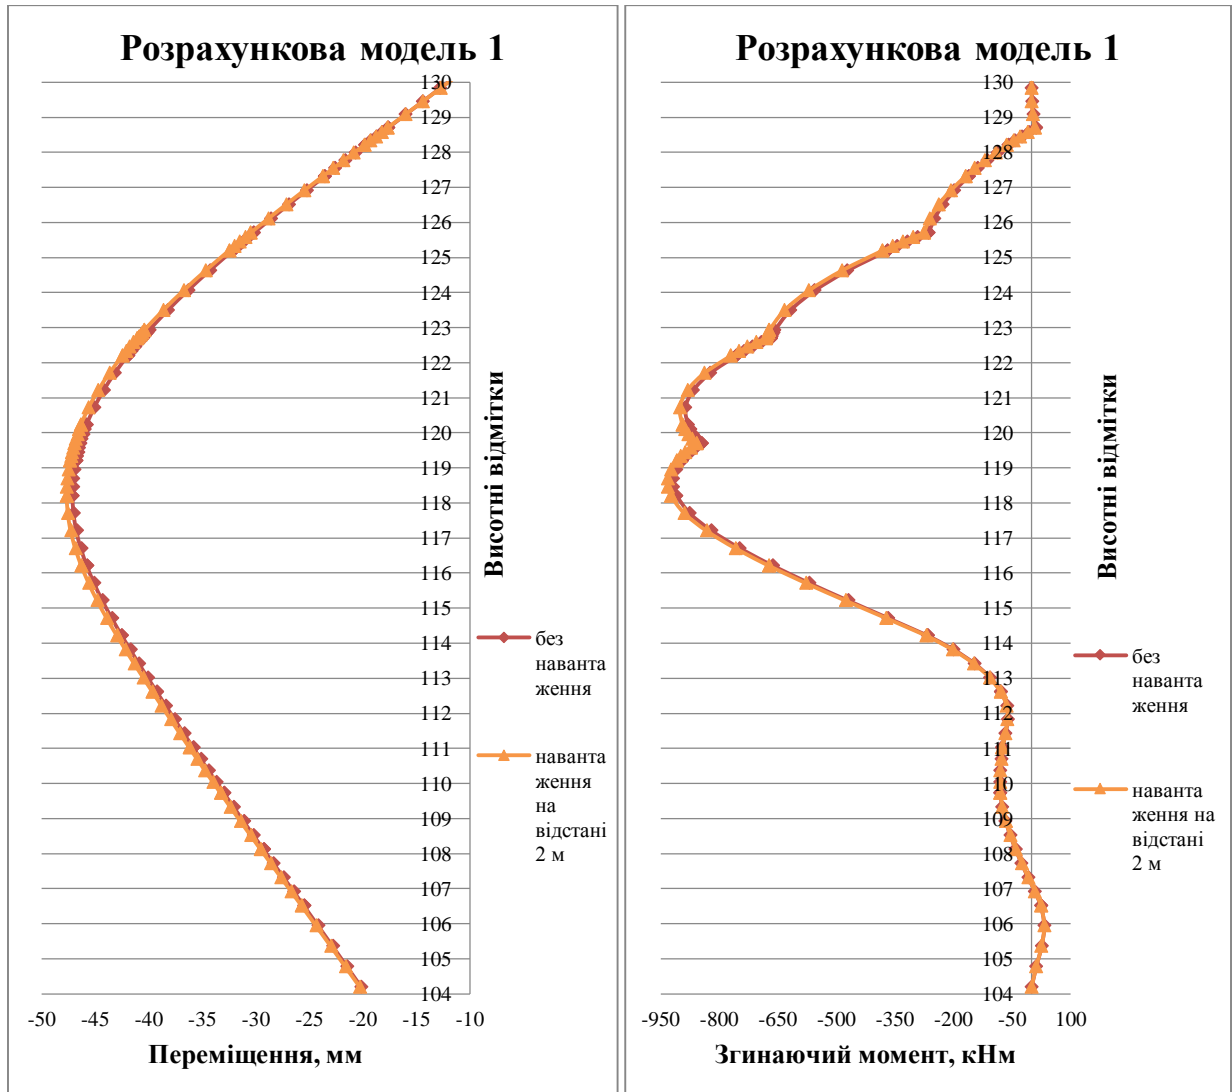 Розрахункова модель 1
130
129
128
127
126
125
124
123
122
121
120
119
118
117
116
115
114
113
112
111
110
109
108
107
106
105
104
Висотні відмітки
без
наванта
ження
наванта
ження
на
відстані
2 м
-50 -45 -40 -35 -30 -25 -20 -15 -10
Переміщення, мм
Розрахункова модель 1
130
129
128
127
126
125
124
123
122
121
120
119
118
117
116
115
114
113
112
111
110
109
108
107
106
105
104
Висотні відмітки
без
наванта
ження
наванта
ження на
відстані
2 м
-950 -800 -650 -500 -350 -200 -50 100
Згинаючий момент, кНм